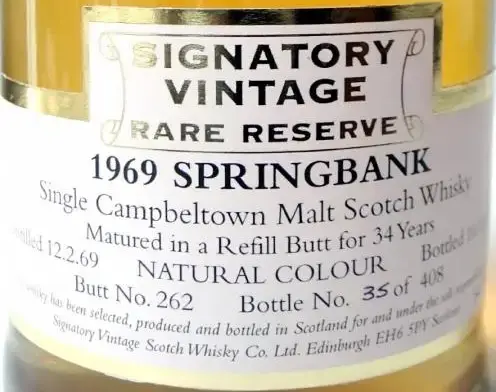 SIGNATORY
VINTAGE
RARE RESERVE
1969 SPRINGBANK
Single Campbeltown Malt Scotch Whisky
Matured in a Refill Butt for 34 Years
12.2.69 Bottled
NATURAL COLOUR
Butt No. 262 Bottle No. 35 of 408
has been selected, produced and bottled in Scotland for and under the sole
Signatory Vintage Scotch Whisky Co. Ltd. Edinburgh EH6 5PY Scotland